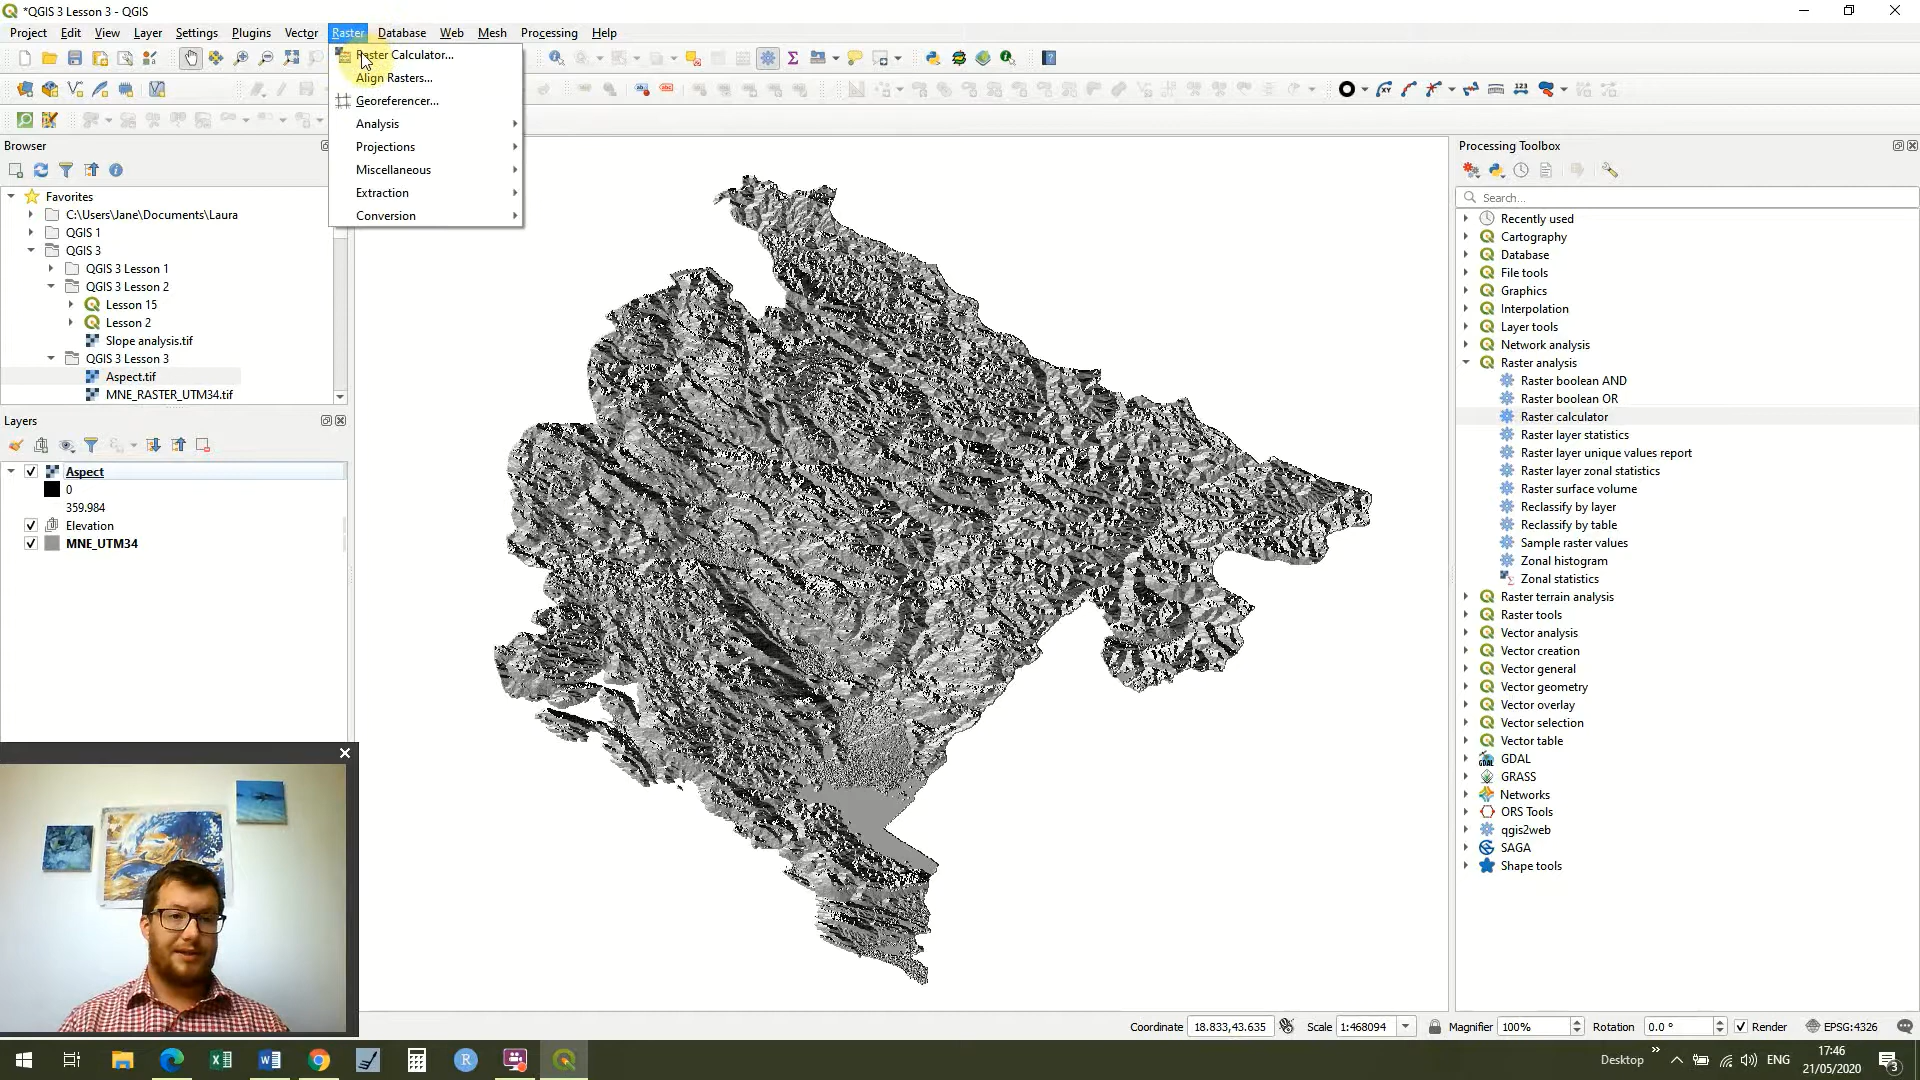 *QGIS 3 Lesson 3 - QGIS
Project Edit View Layer Settings Plugins Vector Raster Database Web Mesh Processing Help
Raster Calculator...
Align Rasters...
Georeferencer...
Analysis
Projections
Miscellaneous
Extraction
Conversion
Browser
Favorites
C:\Users\Jane\Documents\Laura
QGIS 1
QGIS 3
QGIS 3 Lesson 1
QGIS 3 Lesson 2
Lesson 15
Lesson 2
Slope analysis.tif
QGIS 3 Lesson 3
Aspect.tif
MNE_RASTER_UTM34.tif
Layers
Aspect
0
359.984
Elevation
MNE_UTM34
Processing Toolbox
Search...
Recently used
Cartography
Database
File tools
Graphics
Interpolation
Layer tools
Network analysis
Raster analysis
Raster boolean AND
Raster boolean OR
Raster calculator
Raster layer statistics
Raster layer unique values report
Raster layer zonal statistics
Raster surface volume
Reclassify by layer
Reclassify by table
Sample raster values
Zonal histogram
Zonal statistics
Raster terrain analysis
Raster tools
Vector analysis
Vector creation
Vector general
Vector geometry
Vector overlay
Vector selection
Vector table
GDAL
GRASS
Networks
ORS Tools
qgis2web
SAGA
Shape tools
Coordinate 18.833,43.635 Scale 1:468094 Magnifier 100% Rotation 0.0 ° Render EPSG:4326
Desktop » ENG 17:46
21/05/2020 3